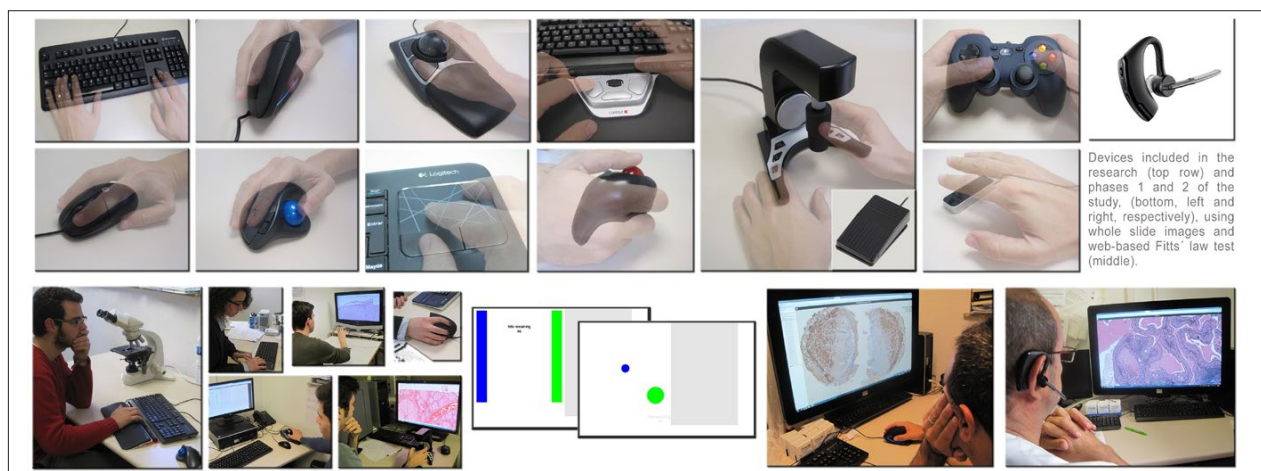 Devices included in the
research (top row) and
phases 1 and 2 of the
study, (bottom, left and
right, respectively), using
whole slide images and
web-based Fitts´ law test
(middle).
Logitech